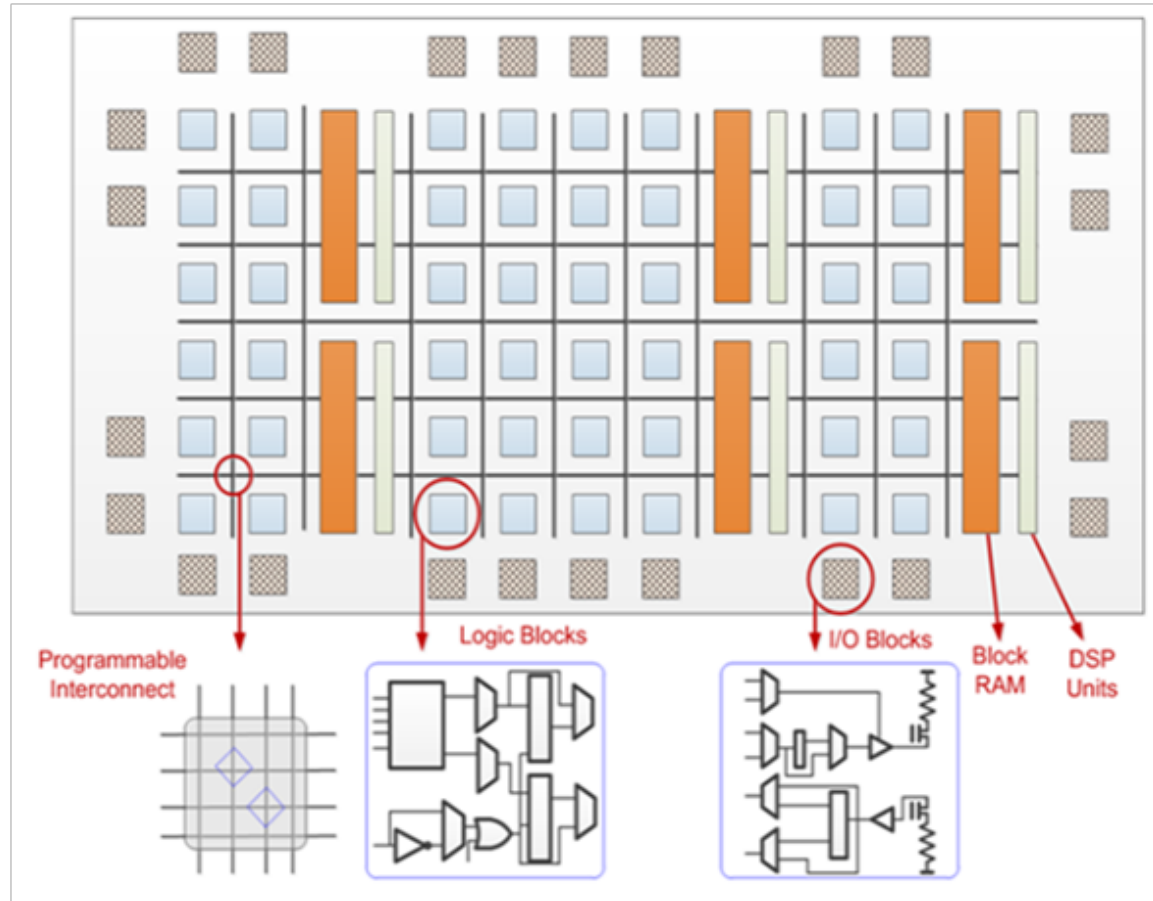 Programmable
Interconnect
Logic Blocks
I/O Blocks
Block
RAM
DSP
Units